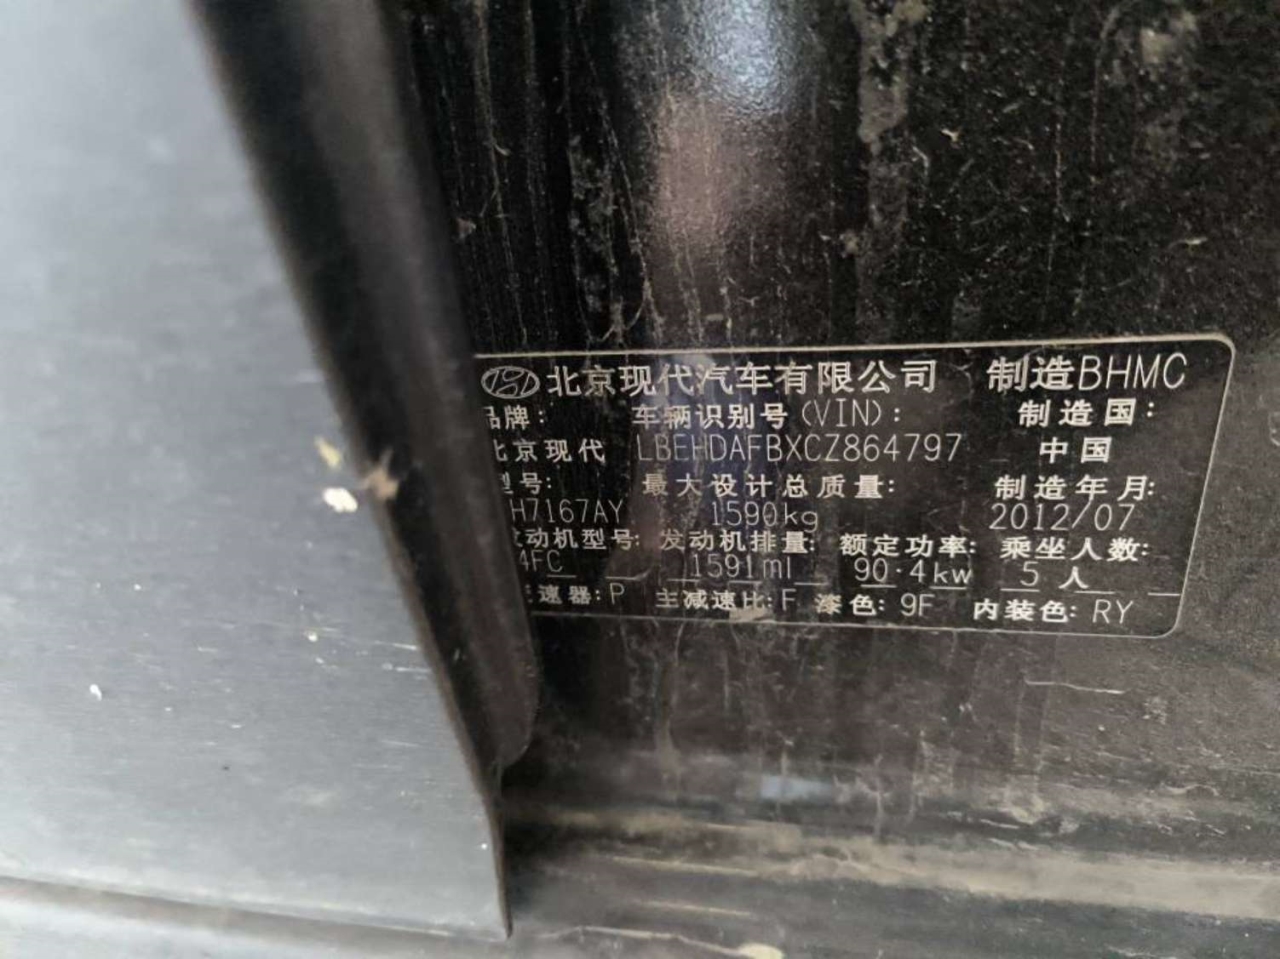 北京现代汽车有限公司 制造BHMC
品牌: 车辆识别号(VIN): 制造国:
北京现代 LBEHDAFBXCZ864797 中国
型号: 最大设计总质量: 制造年月:
H7167AY 1590kg 2012/07
发动机型号: 发动机排量: 额定功率: 乘坐人数:
4FC 1591ml 90.4kw 5人
变速器:P 主减速比:F 漆色:9F 内装色:RY